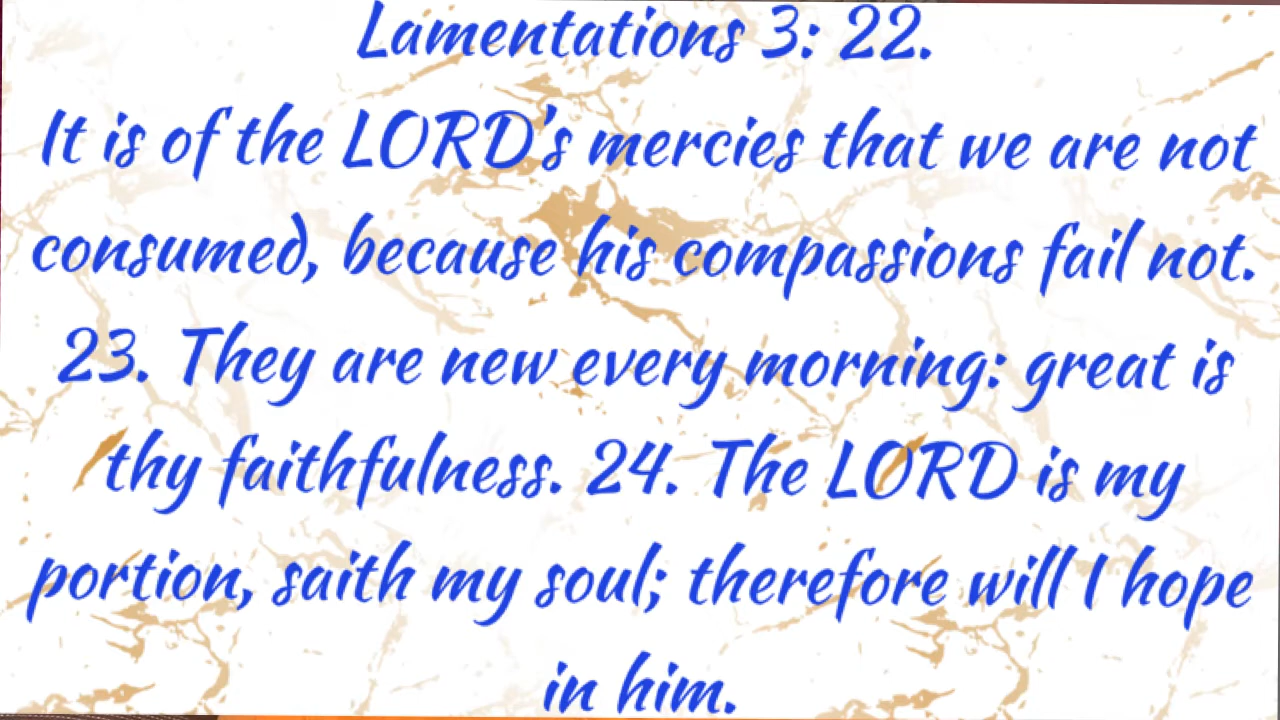 Lamentations 3: 22.
It is of the LORD's mercies that we are not
consumed, because his compassions fail not.
23. They are new every morning: great is
thy faithfulness. 24. The LORD is my
portion, saith my soul; therefore will I hope
in him.